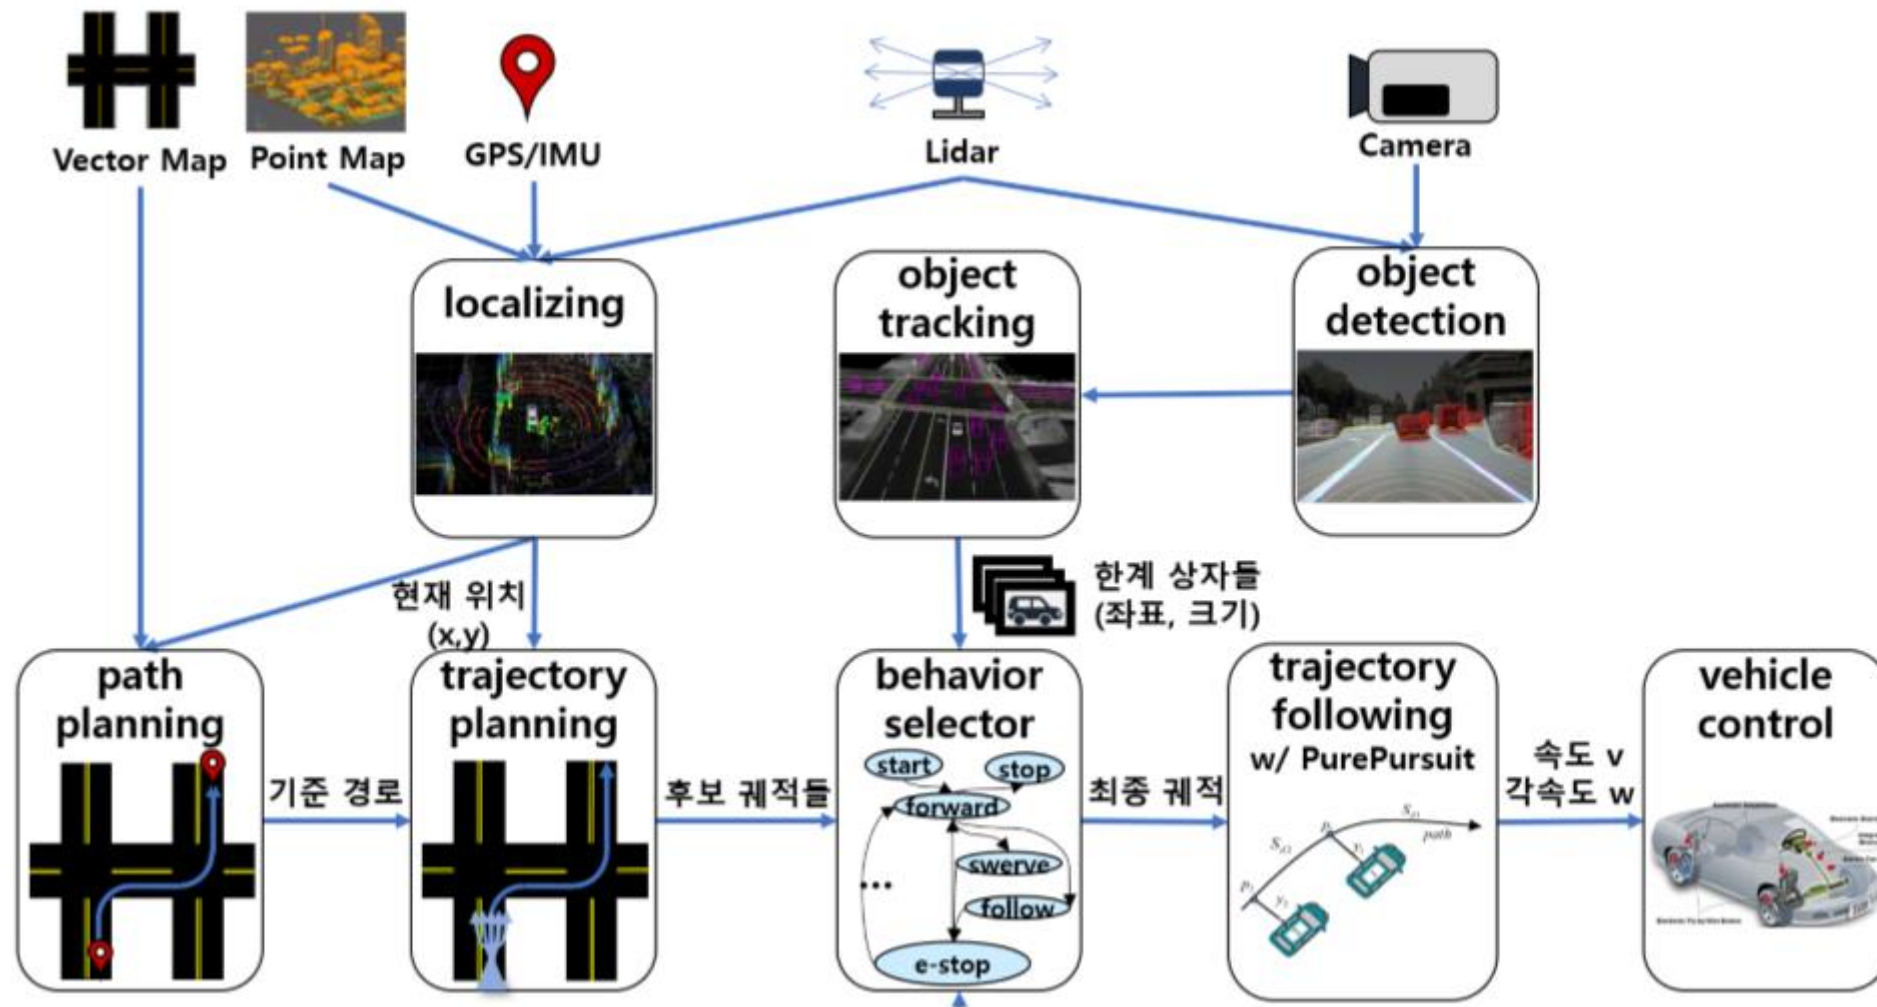 Vector Map
Point Map
GPS/IMU
Lidar
Camera
localizing
object
tracking
object
detection
현재 위치
(x,y)
한계 상자들
(좌표, 크기)
path
planning
기준 경로
trajectory
planning
후보 궤적들
behavior
selector
start
stop
forward
swerve
...
follow
e-stop
최종 궤적
trajectory
following
w/ PurePursuit
path
속도 v
각속도 w
vehicle
control